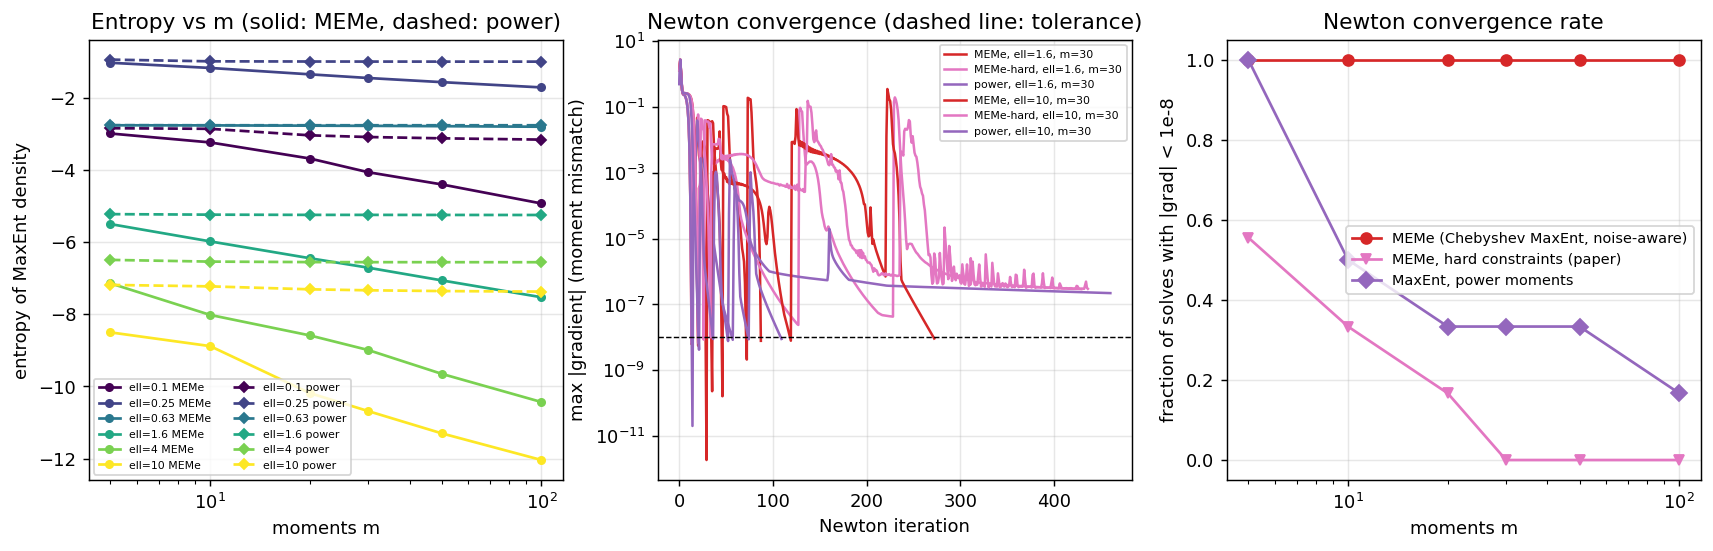 Entropy vs m (solid: MEMe, dashed: power)
entropy of MaxEnt density
−2
−4
−6
−8
−10
−12
ell=0.1 MEMe
ell=0.25 MEMe
ell=0.63 MEMe
ell=1.6 MEMe
ell=4 MEMe
ell=10 MEMe
ell=0.1 power
ell=0.25 power
ell=0.63 power
ell=1.6 power
ell=4 power
ell=10 power
10¹
10²
moments m
Newton convergence (dashed line: tolerance)
max |gradient| (moment mismatch)
10¹
10⁻¹
10⁻³
10⁻⁵
10⁻⁷
10⁻⁹
10⁻¹¹
MEMe, ell=1.6, m=30
MEMe-hard, ell=1.6, m=30
power, ell=1.6, m=30
MEMe, ell=10, m=30
MEMe-hard, ell=10, m=30
power, ell=10, m=30
0
100
200
300
400
Newton iteration
Newton convergence rate
fraction of solves with |grad| < 1e-8
1.0
0.8
0.6
0.4
0.2
0.0
MEMe (Chebyshev MaxEnt, noise-aware)
MEMe, hard constraints (paper)
MaxEnt, power moments
10¹
10²
moments m